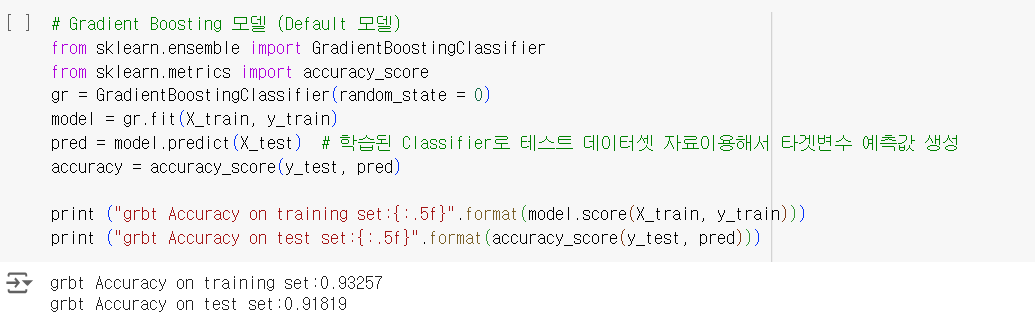 [ ] # Gradient Boosting 모델 (Default 모델)
from sklearn.ensemble import GradientBoostingClassifier
from sklearn.metrics import accuracy_score
gr = GradientBoostingClassifier(random_state = 0)
model = gr.fit(X_train, y_train)
pred = model.predict(X_test)  # 학습된 Classifier로 테스트 데이터셋 자료이용해서 타겟변수 예측값 생성
accuracy = accuracy_score(y_test, pred)
print ("grbt Accuracy on training set:{:.5f}".format(model.score(X_train, y_train)))
print ("grbt Accuracy on test set:{:.5f}".format(accuracy_score(y_test, pred)))
grbt Accuracy on training set:0.93257
grbt Accuracy on test set:0.91819